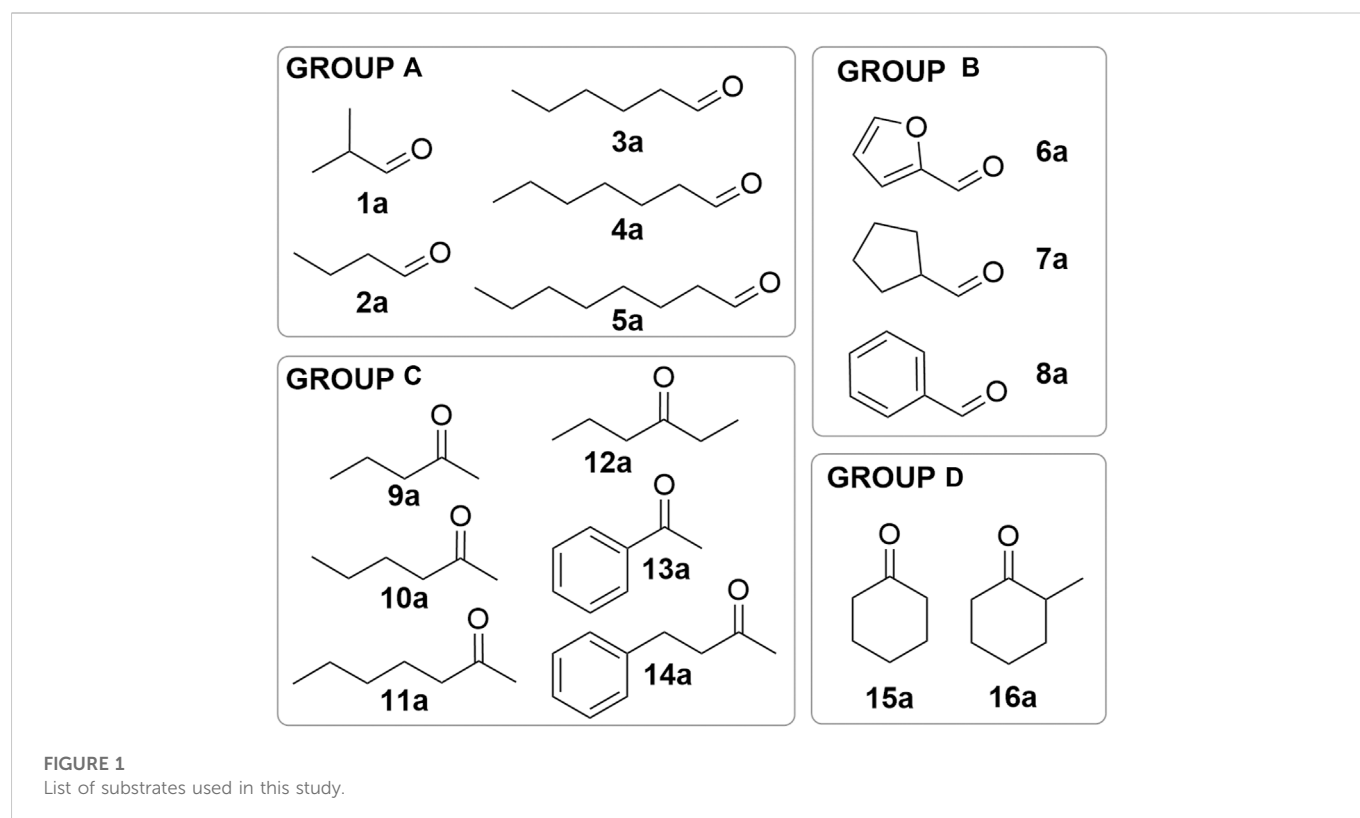 GROUP A
O
3a
O
1a
O
4a
O
2a
O
5a
GROUP B
O
O
6a
O
7a
O
8a
GROUP C
O
9a
O
12a
O
10a
O
13a
O
11a
O
14a
GROUP D
O
O
15a 16a
FIGURE 1
List of substrates used in this study.